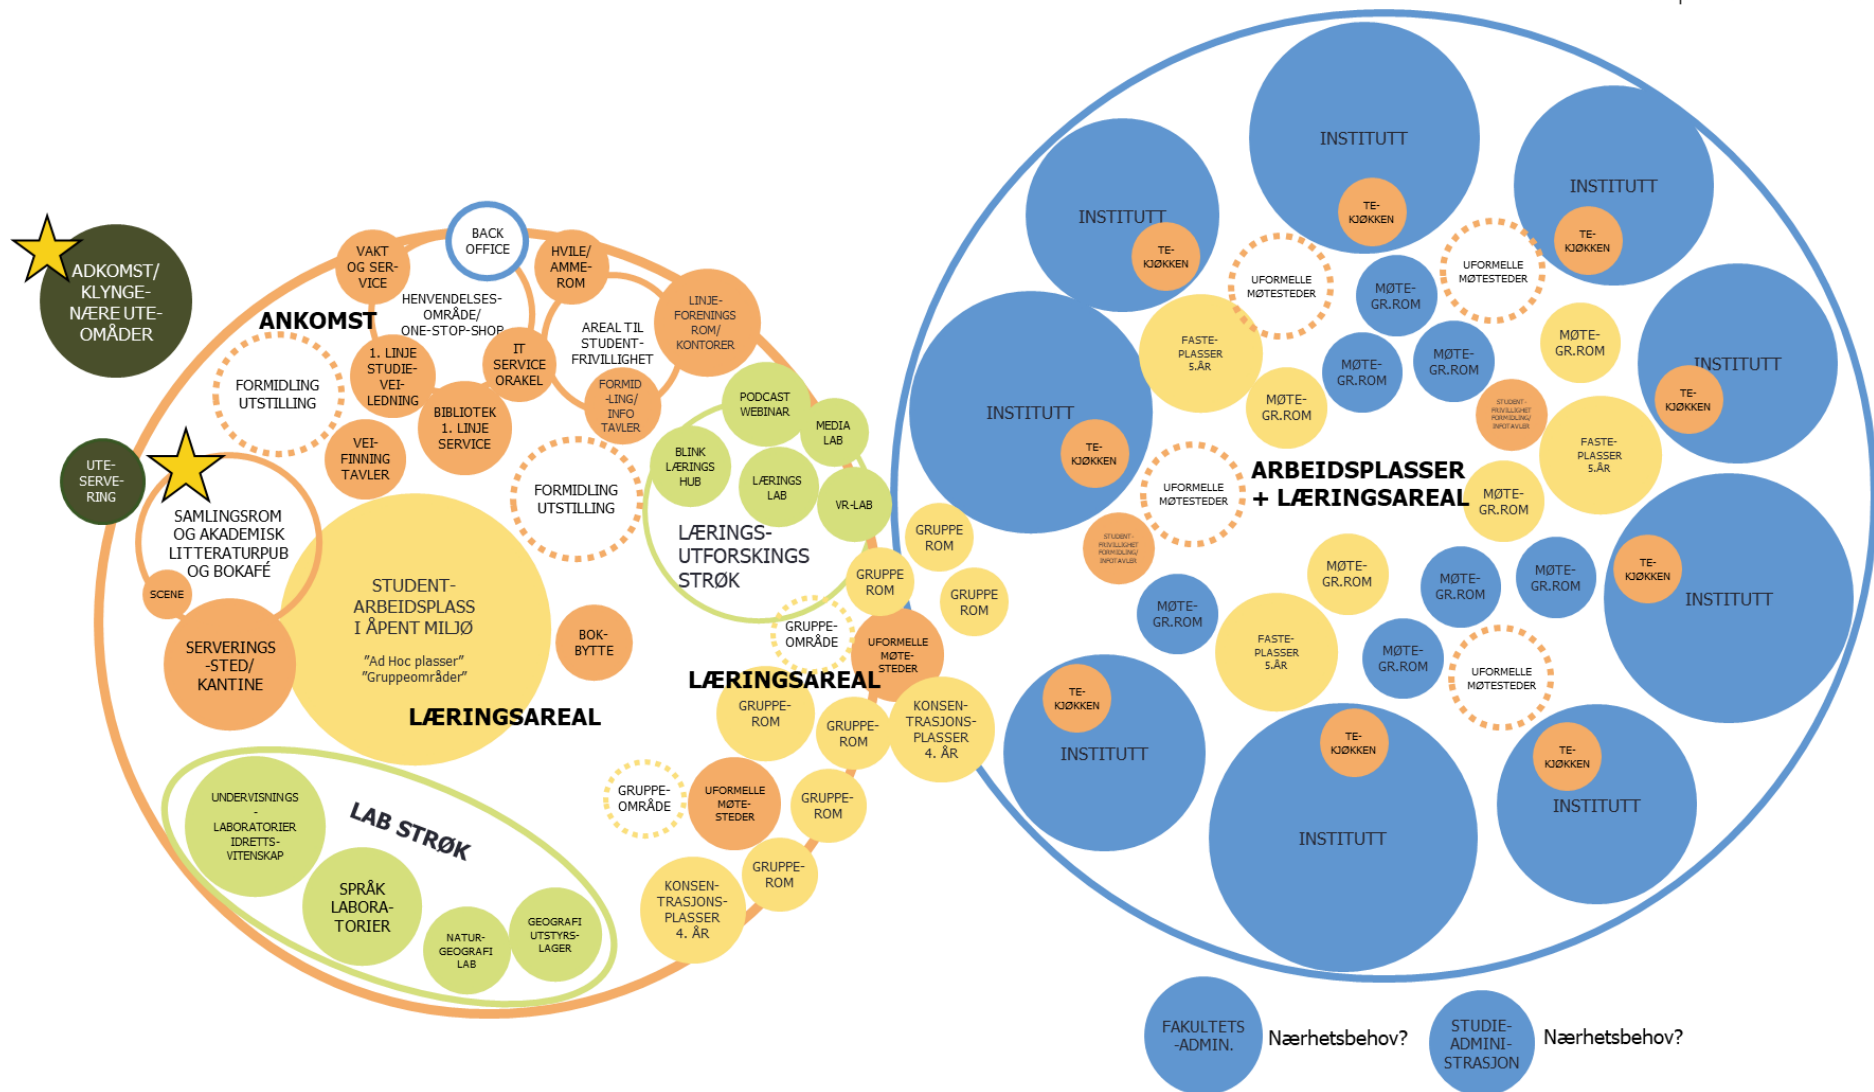 ADKOMST/
KLYNGE-
NÆRE UTE-
OMÅDER
UTE-
SERVE-
RING
ANKOMST
VAKT
OG SER-
VICE
BACK
OFFICE
HVILE/
AMME-
ROM
HENVENDELSES-
OMRÅDE/
ONE-STOP-SHOP
LINJE-
FORENINGS
ROM/
KONTORER
AREAL TIL
STUDENT-
FRIVILLIGHET
FORMIDLING
UTSTILLING
1. LINJE
STUDIE-
VEI-
LEDNING
IT
SERVICE
ORAKEL
BIBLIOTEK
1. LINJE
SERVICE
FORMID
-LING/
INFO
TAVLER
VEI-
FINNING
TAVLER
FORMIDLING
UTSTILLING
PODCAST
WEBINAR
MEDIA
LAB
BLINK
LÆRINGS
HUB
LÆRINGS
LAB
VR-LAB
LÆRINGS-
UTFORSKINGS
STRØK
SAMLINGSROM
OG AKADEMISK
LITTERATURPUB
OG BOKAFÉ
SCENE
SERVERINGS
-STED/
KANTINE
STUDENT-
ARBEIDSPLASS
I ÅPENT MILJØ
"Ad Hoc plasser"
"Gruppeområder"
BOK-
BYTTE
LÆRINGSAREAL
GRUPPE
ROM
GRUPPE
ROM
GRUPPE
ROM
GRUPPE-
OMRÅDE
UFORMELLE
MØTE-
STEDER
LÆRINGSAREAL
GRUPPE-
ROM
GRUPPE-
ROM
KONSEN-
TRASJONS-
PLASSER
4. ÅR
GRUPPE-
OMRÅDE
UFORMELLE
MØTE-
STEDER
GRUPPE-
ROM
GRUPPE-
ROM
KONSEN-
TRASJONS-
PLASSER
4. ÅR
LAB STRØK
UNDERVISNINGS
-
LABORATORIER
IDRETTS-
VITENSKAP
SPRÅK
LABORA-
TORIER
NATUR-
GEOGRAFI
LAB
GEOGRAFI
UTSTYRS-
LAGER
INSTITUTT
TE-
KJØKKEN
INSTITUTT
TE-
KJØKKEN
INSTITUTT
TE-
KJØKKEN
UFORMELLE
MØTESTEDER
UFORMELLE
MØTESTEDER
MØTE-
GR.ROM
FASTE-
PLASSER
5.ÅR
MØTE-
GR.ROM
MØTE-
GR.ROM
MØTE-
GR.ROM
MØTE-
GR.ROM
INSTITUTT
TE-
KJØKKEN
INSTITUTT
TE-
KJØKKEN
STUDENT-
FRIVILLIGHET
FORMIDLING/
INFOTAVLER
FASTE-
PLASSER
5.ÅR
ARBEIDSPLASSER
+ LÆRINGSAREAL
UFORMELLE
MØTESTEDER
MØTE-
GR.ROM
STUDENT-
FRIVILLIGHET
FORMIDLING/
INFOTAVLER
MØTE-
GR.ROM
MØTE-
GR.ROM
MØTE-
GR.ROM
MØTE-
GR.ROM
TE-
KJØKKEN
INSTITUTT
FASTE-
PLASSER
5.ÅR
MØTE-
GR.ROM
UFORMELLE
MØTESTEDER
TE-
KJØKKEN
INSTITUTT
TE-
KJØKKEN
INSTITUTT
TE-
KJØKKEN
INSTITUTT
FAKULTETS
-ADMIN.
Nærhetsbehov?
STUDIE-
ADMINI-
STRASJON
Nærhetsbehov?